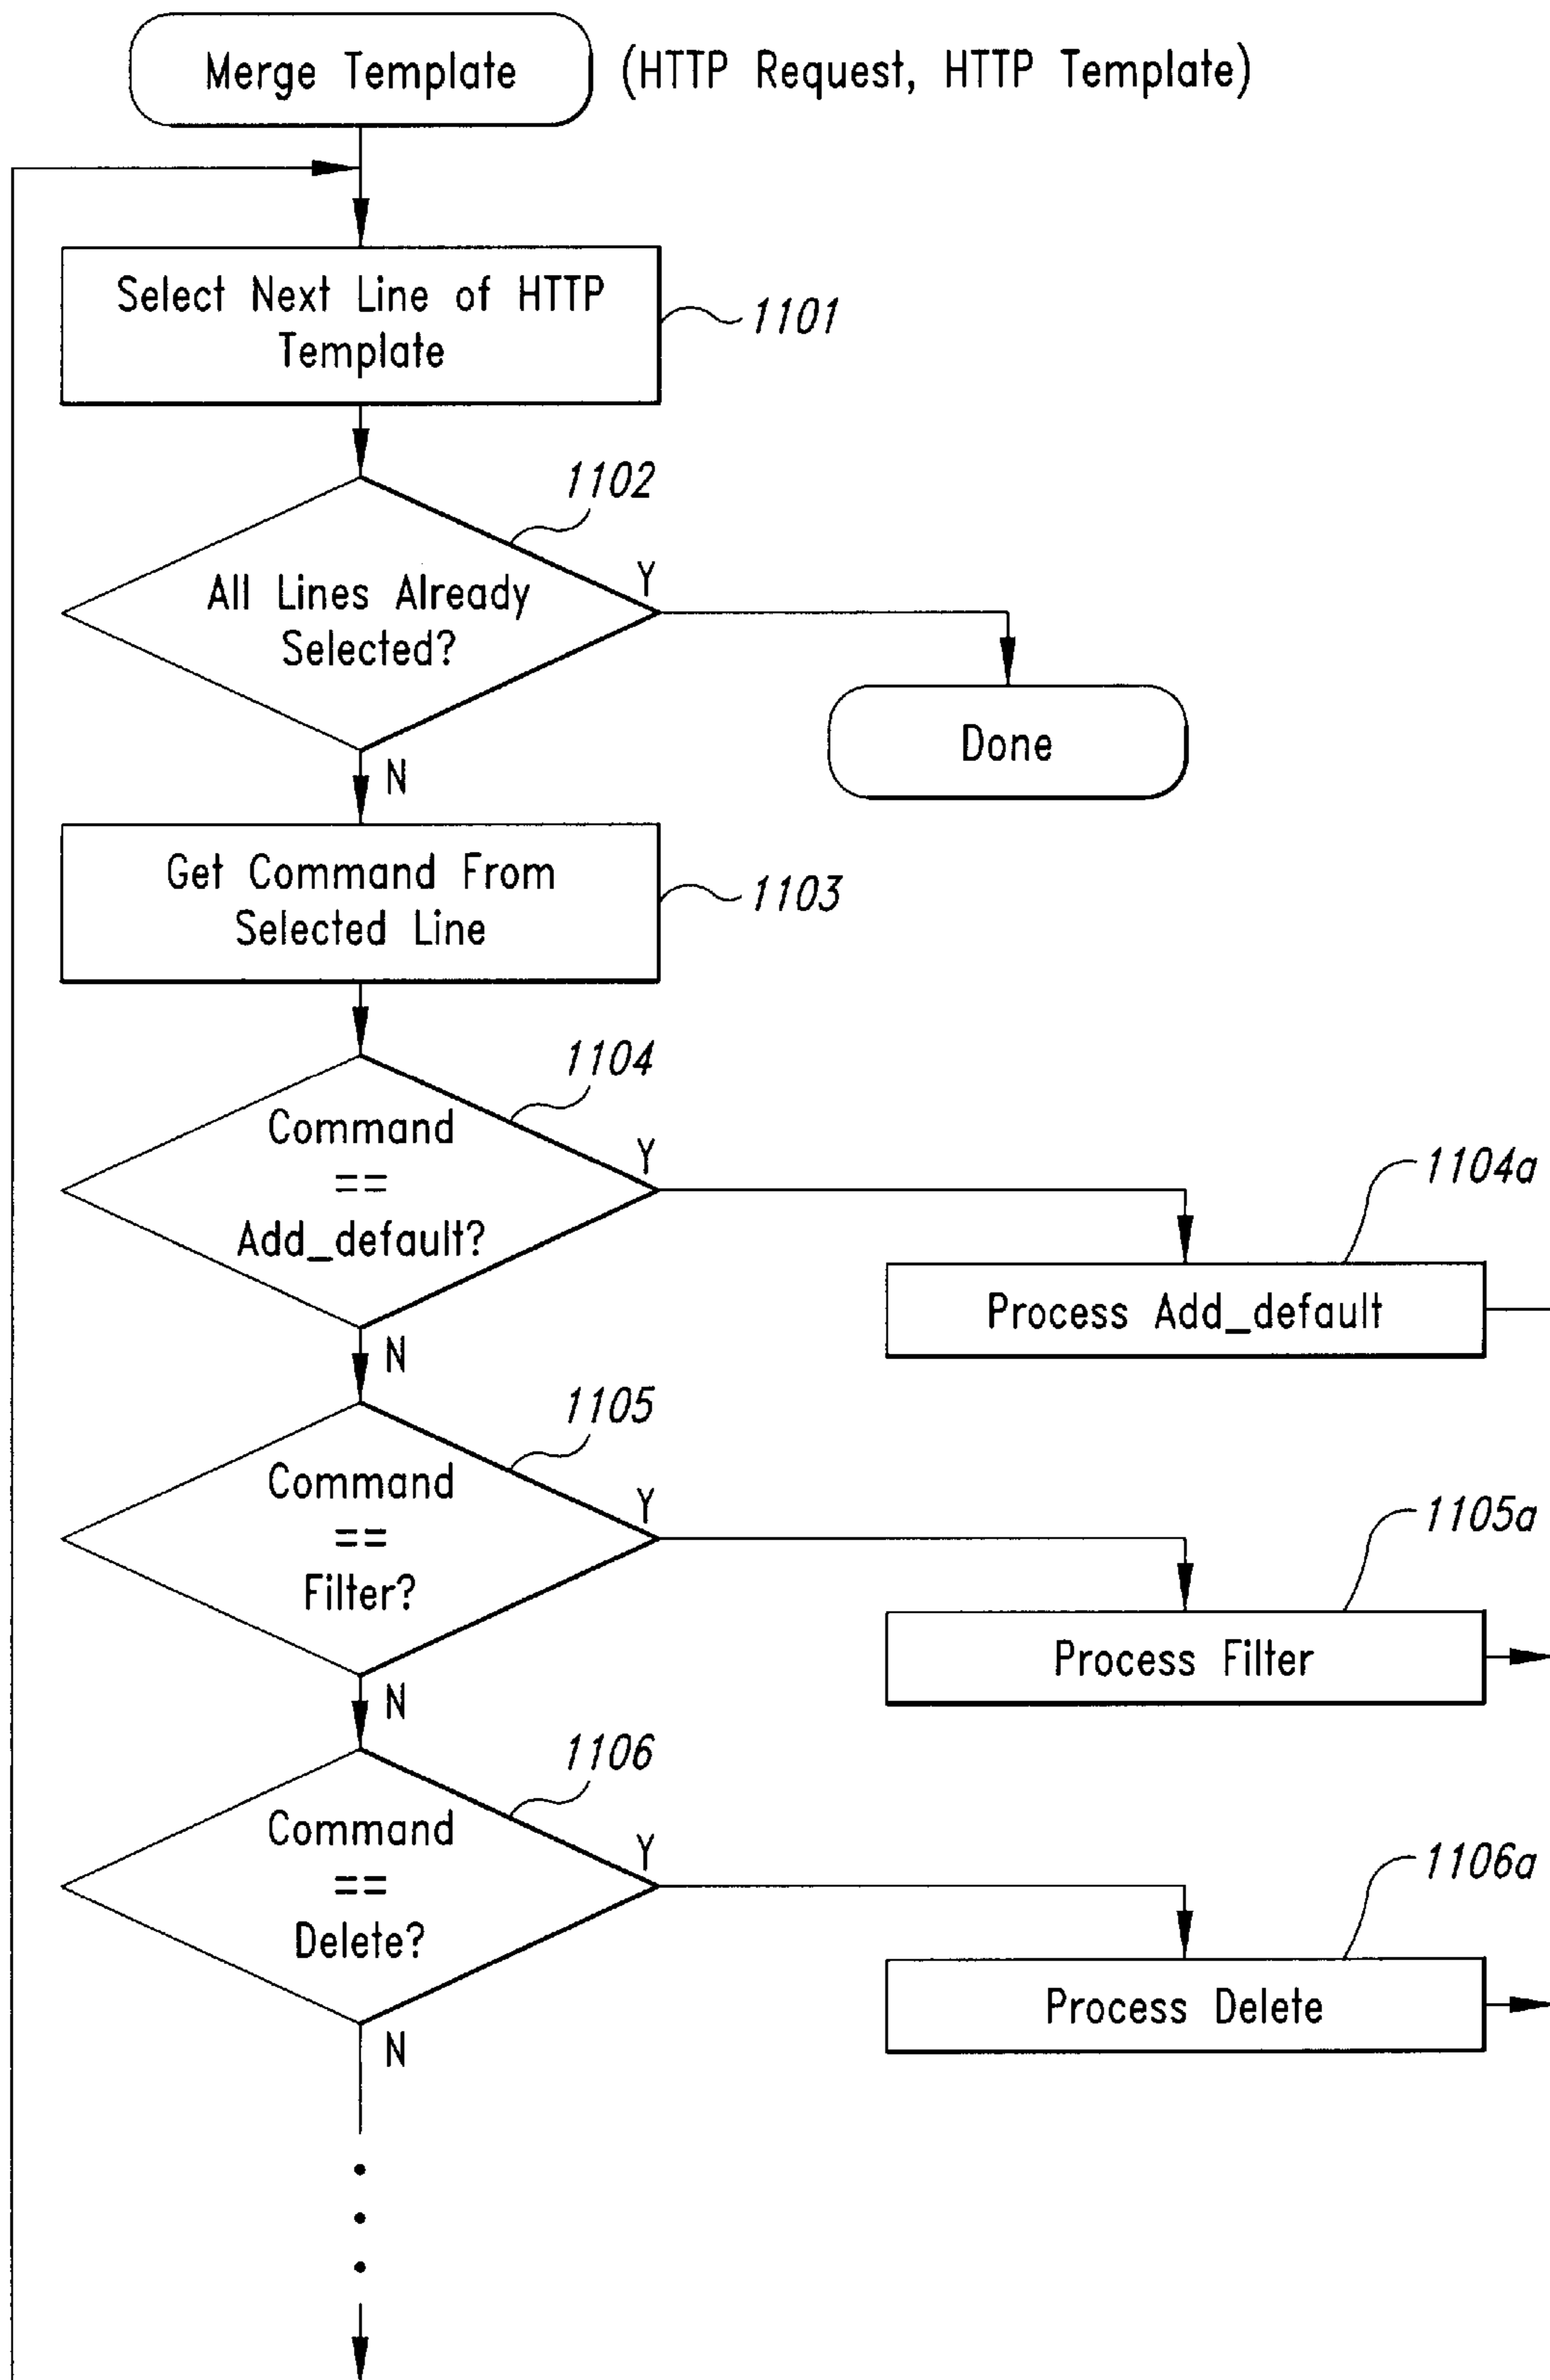 Merge Template (HTTP Request, HTTP Template)
Select Next Line of HTTP
Template
1101
1102
All Lines Already
Selected?
Y
Done
N
Get Command From
Selected Line
1103
1104
Command
==
Add_default?
Y
1104a
Process Add_default
N
1105
Command
==
Filter?
Y
1105a
Process Filter
N
1106
Command
==
Delete?
Y
1106a
Process Delete
N